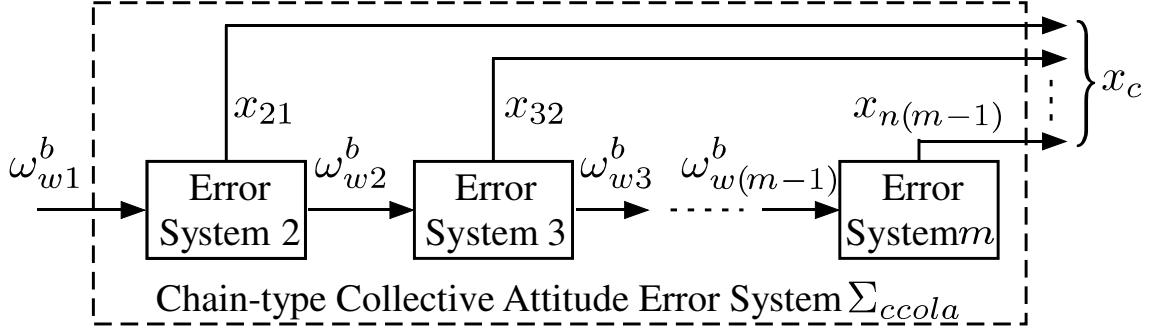 x_{21}
x_{32}
x_{n(m-1)}
x_c
ω^b_{w1}
ω^b_{w2}
ω^b_{w3}
ω^b_{w(m-1)}
Error
System 2
Error
System 3
Error
System m
Chain-type Collective Attitude Error System Σ_{ccola}